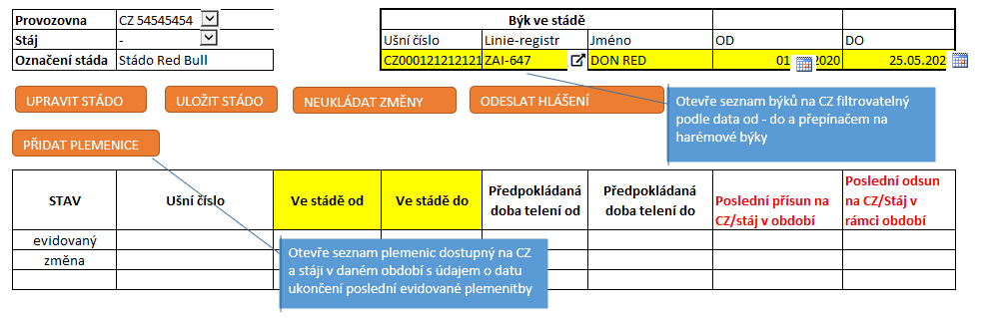 Provozovna CZ 54545454
Stáj -
Označení stáda Stádo Red Bull
Býk ve stádě
Ušní číslo Linie-registr Jméno OD DO
CZ000121212121 ZAI-647 DON RED 01 2020 25.05.202
UPRAVIT STÁDO ULOŽIT STÁDO NEUKLÁDAT ZMĚNY ODESLAT HLÁŠENÍ
Otevře seznam býků na CZ filtrovatelný
podle data od - do a přepínačem na
harémové býky
PŘIDAT PLEMENICE
STAV Ušní číslo Ve stádě od Ve stádě do
Předpokládaná
doba telení od
Předpokládaná
doba telení do
Poslední přísun na
CZ/stáj v období
Poslední odsun
na CZ/Stáj v
rámci období
evidovaný
změna
Otevře seznam plemenic dostupný na CZ
a stáji v daném období s údajem o datu
ukončení poslední evidované plemenitby